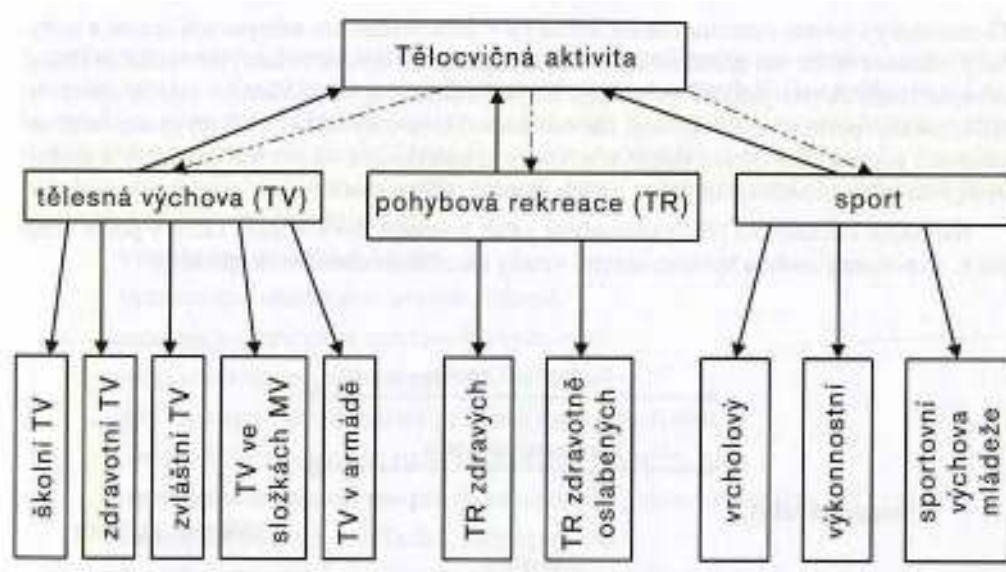 Tělocvičná aktivita
tělesná výchova (TV)
pohybová rekreace (TR)
sport
školní TV
zdravotní TV
zvláštní TV
TV ve
složkách MV
TV v armádě
TR zdravých
TR zdravotně
oslabených
vrcholový
výkonnostní
sportovní
výchova
mládeže